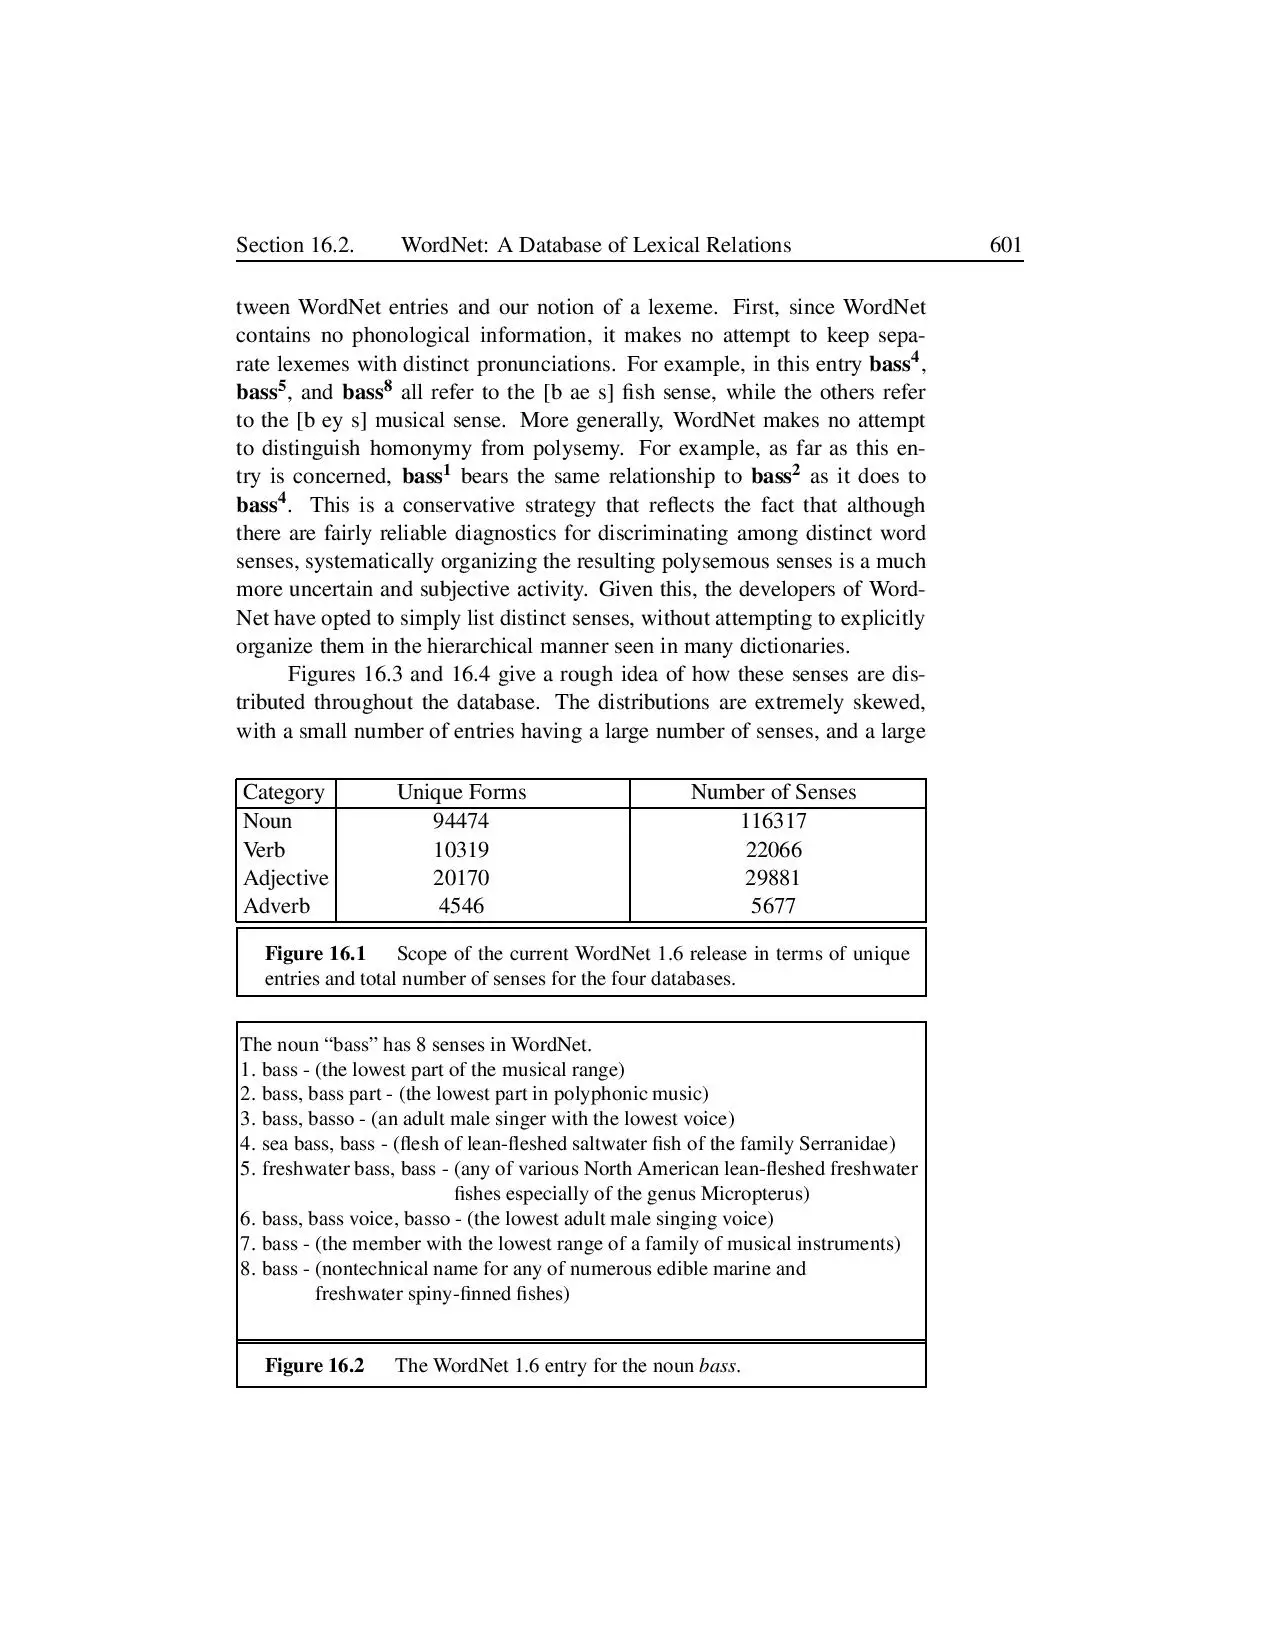 Section 16.2. WordNet: A Database of Lexical Relations 601
tween WordNet entries and our notion of a lexeme. First, since WordNet
contains no phonological information, it makes no attempt to keep sepa-
rate lexemes with distinct pronunciations. For example, in this entry bass⁴,
bass⁵, and bass⁸ all refer to the [b ae s] fish sense, while the others refer
to the [b ey s] musical sense. More generally, WordNet makes no attempt
to distinguish homonymy from polysemy. For example, as far as this en-
try is concerned, bass¹ bears the same relationship to bass² as it does to
bass⁴. This is a conservative strategy that reflects the fact that although
there are fairly reliable diagnostics for discriminating among distinct word
senses, systematically organizing the resulting polysemous senses is a much
more uncertain and subjective activity. Given this, the developers of Word-
Net have opted to simply list distinct senses, without attempting to explicitly
organize them in the hierarchical manner seen in many dictionaries.
Figures 16.3 and 16.4 give a rough idea of how these senses are dis-
tributed throughout the database. The distributions are extremely skewed,
with a small number of entries having a large number of senses, and a large
Category Unique Forms Number of Senses
Noun 94474 116317
Verb 10319 22066
Adjective 20170 29881
Adverb 4546 5677
Figure 16.1 Scope of the current WordNet 1.6 release in terms of unique
entries and total number of senses for the four databases.
The noun “bass” has 8 senses in WordNet.
1. bass - (the lowest part of the musical range)
2. bass, bass part - (the lowest part in polyphonic music)
3. bass, basso - (an adult male singer with the lowest voice)
4. sea bass, bass - (flesh of lean-fleshed saltwater fish of the family Serranidae)
5. freshwater bass, bass - (any of various North American lean-fleshed freshwater
fishes especially of the genus Micropterus)
6. bass, bass voice, basso - (the lowest adult male singing voice)
7. bass - (the member with the lowest range of a family of musical instruments)
8. bass - (nontechnical name for any of numerous edible marine and
freshwater spiny-finned fishes)
Figure 16.2 The WordNet 1.6 entry for the noun bass.